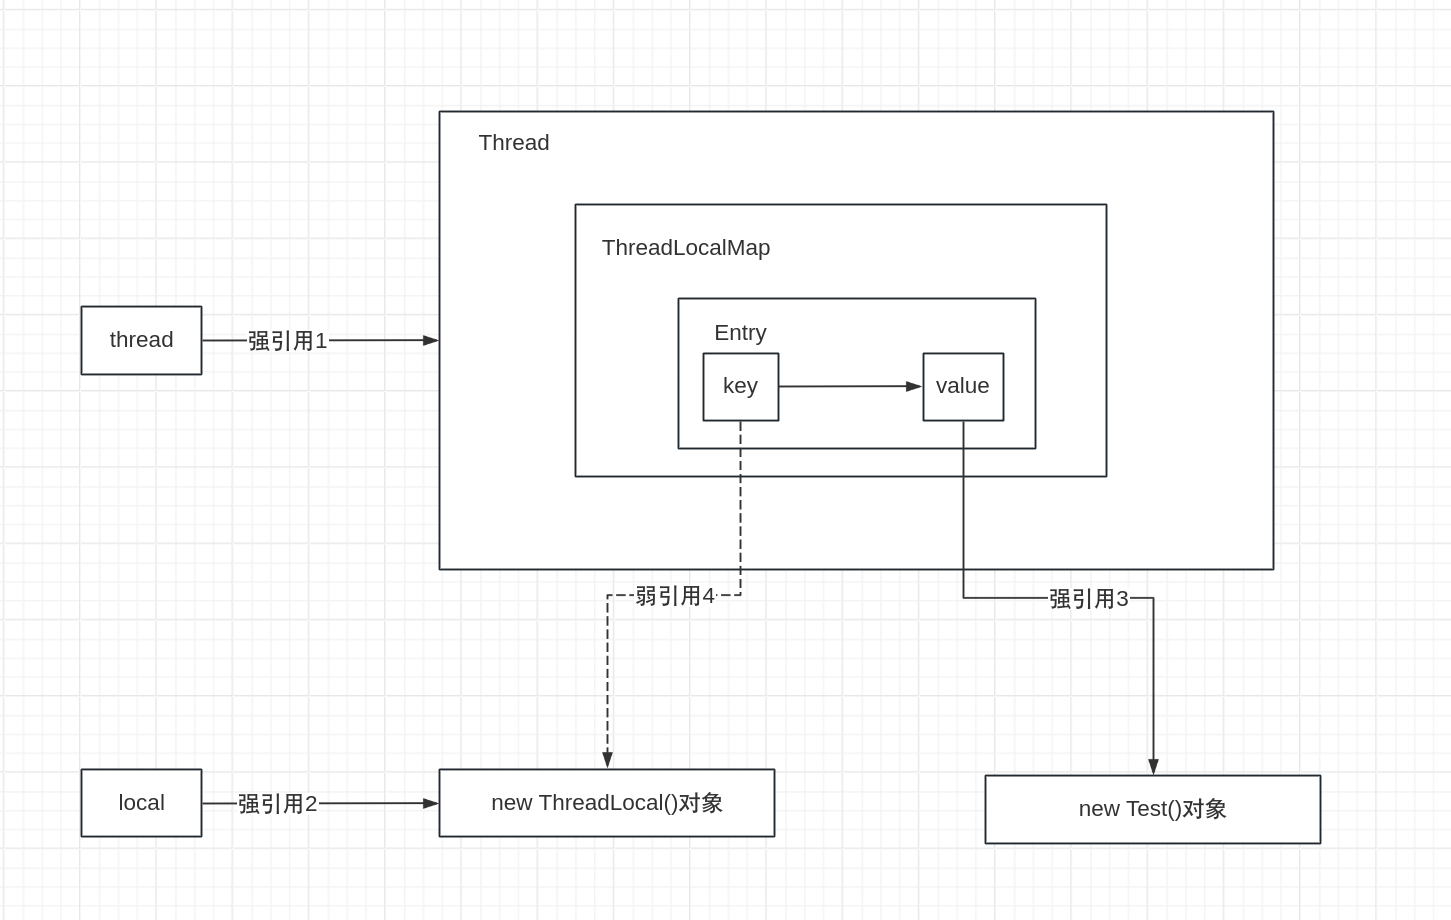 Thread
ThreadLocalMap
Entry
thread
强引用1
key
value
弱引用4
强引用3
local
强引用2
new ThreadLocal()对象
new Test()对象